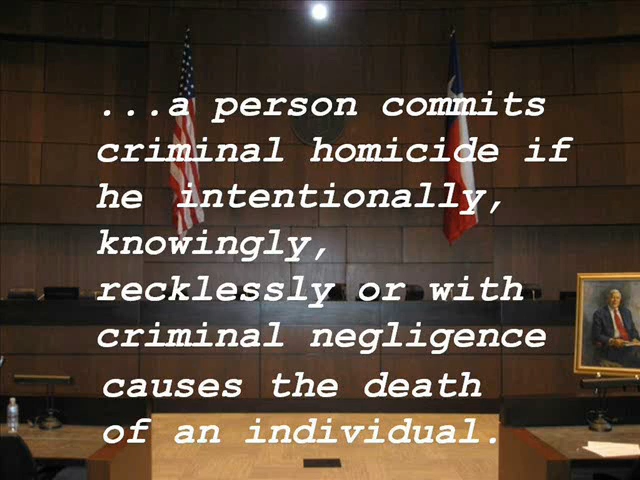 ...a person commits
criminal homicide if
he intentionally,
knowingly,
recklessly or with
criminal negligence
causes the death
of an individual.